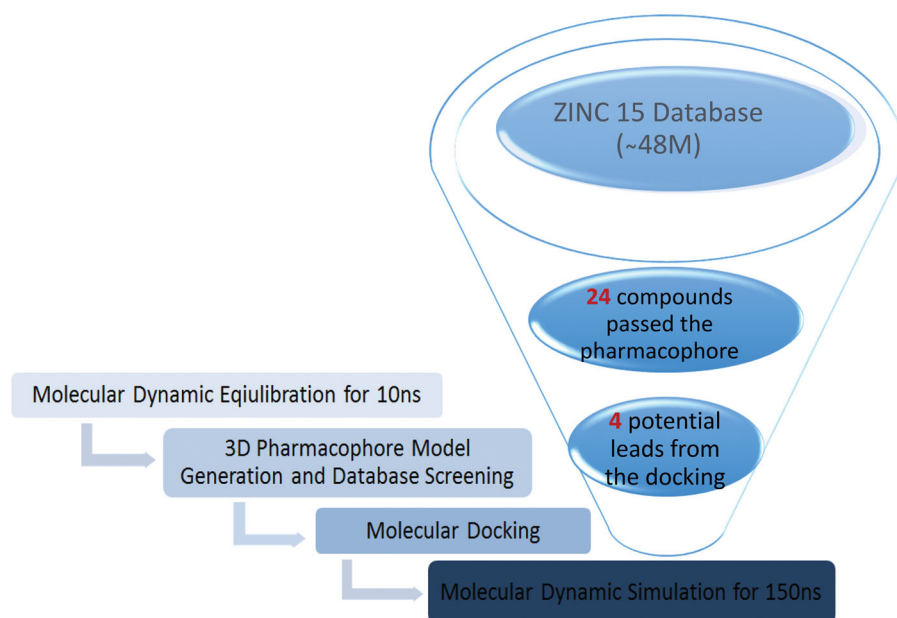 ZINC 15 Database
(~48M)
24 compounds
passed the
pharmacophore
4 potential
leads from
the docking
Molecular Dynamic Eqiulibration for 10ns
3D Pharmacophore Model
Generation and Database Screening
Molecular Docking
Molecular Dynamic Simulation for 150ns